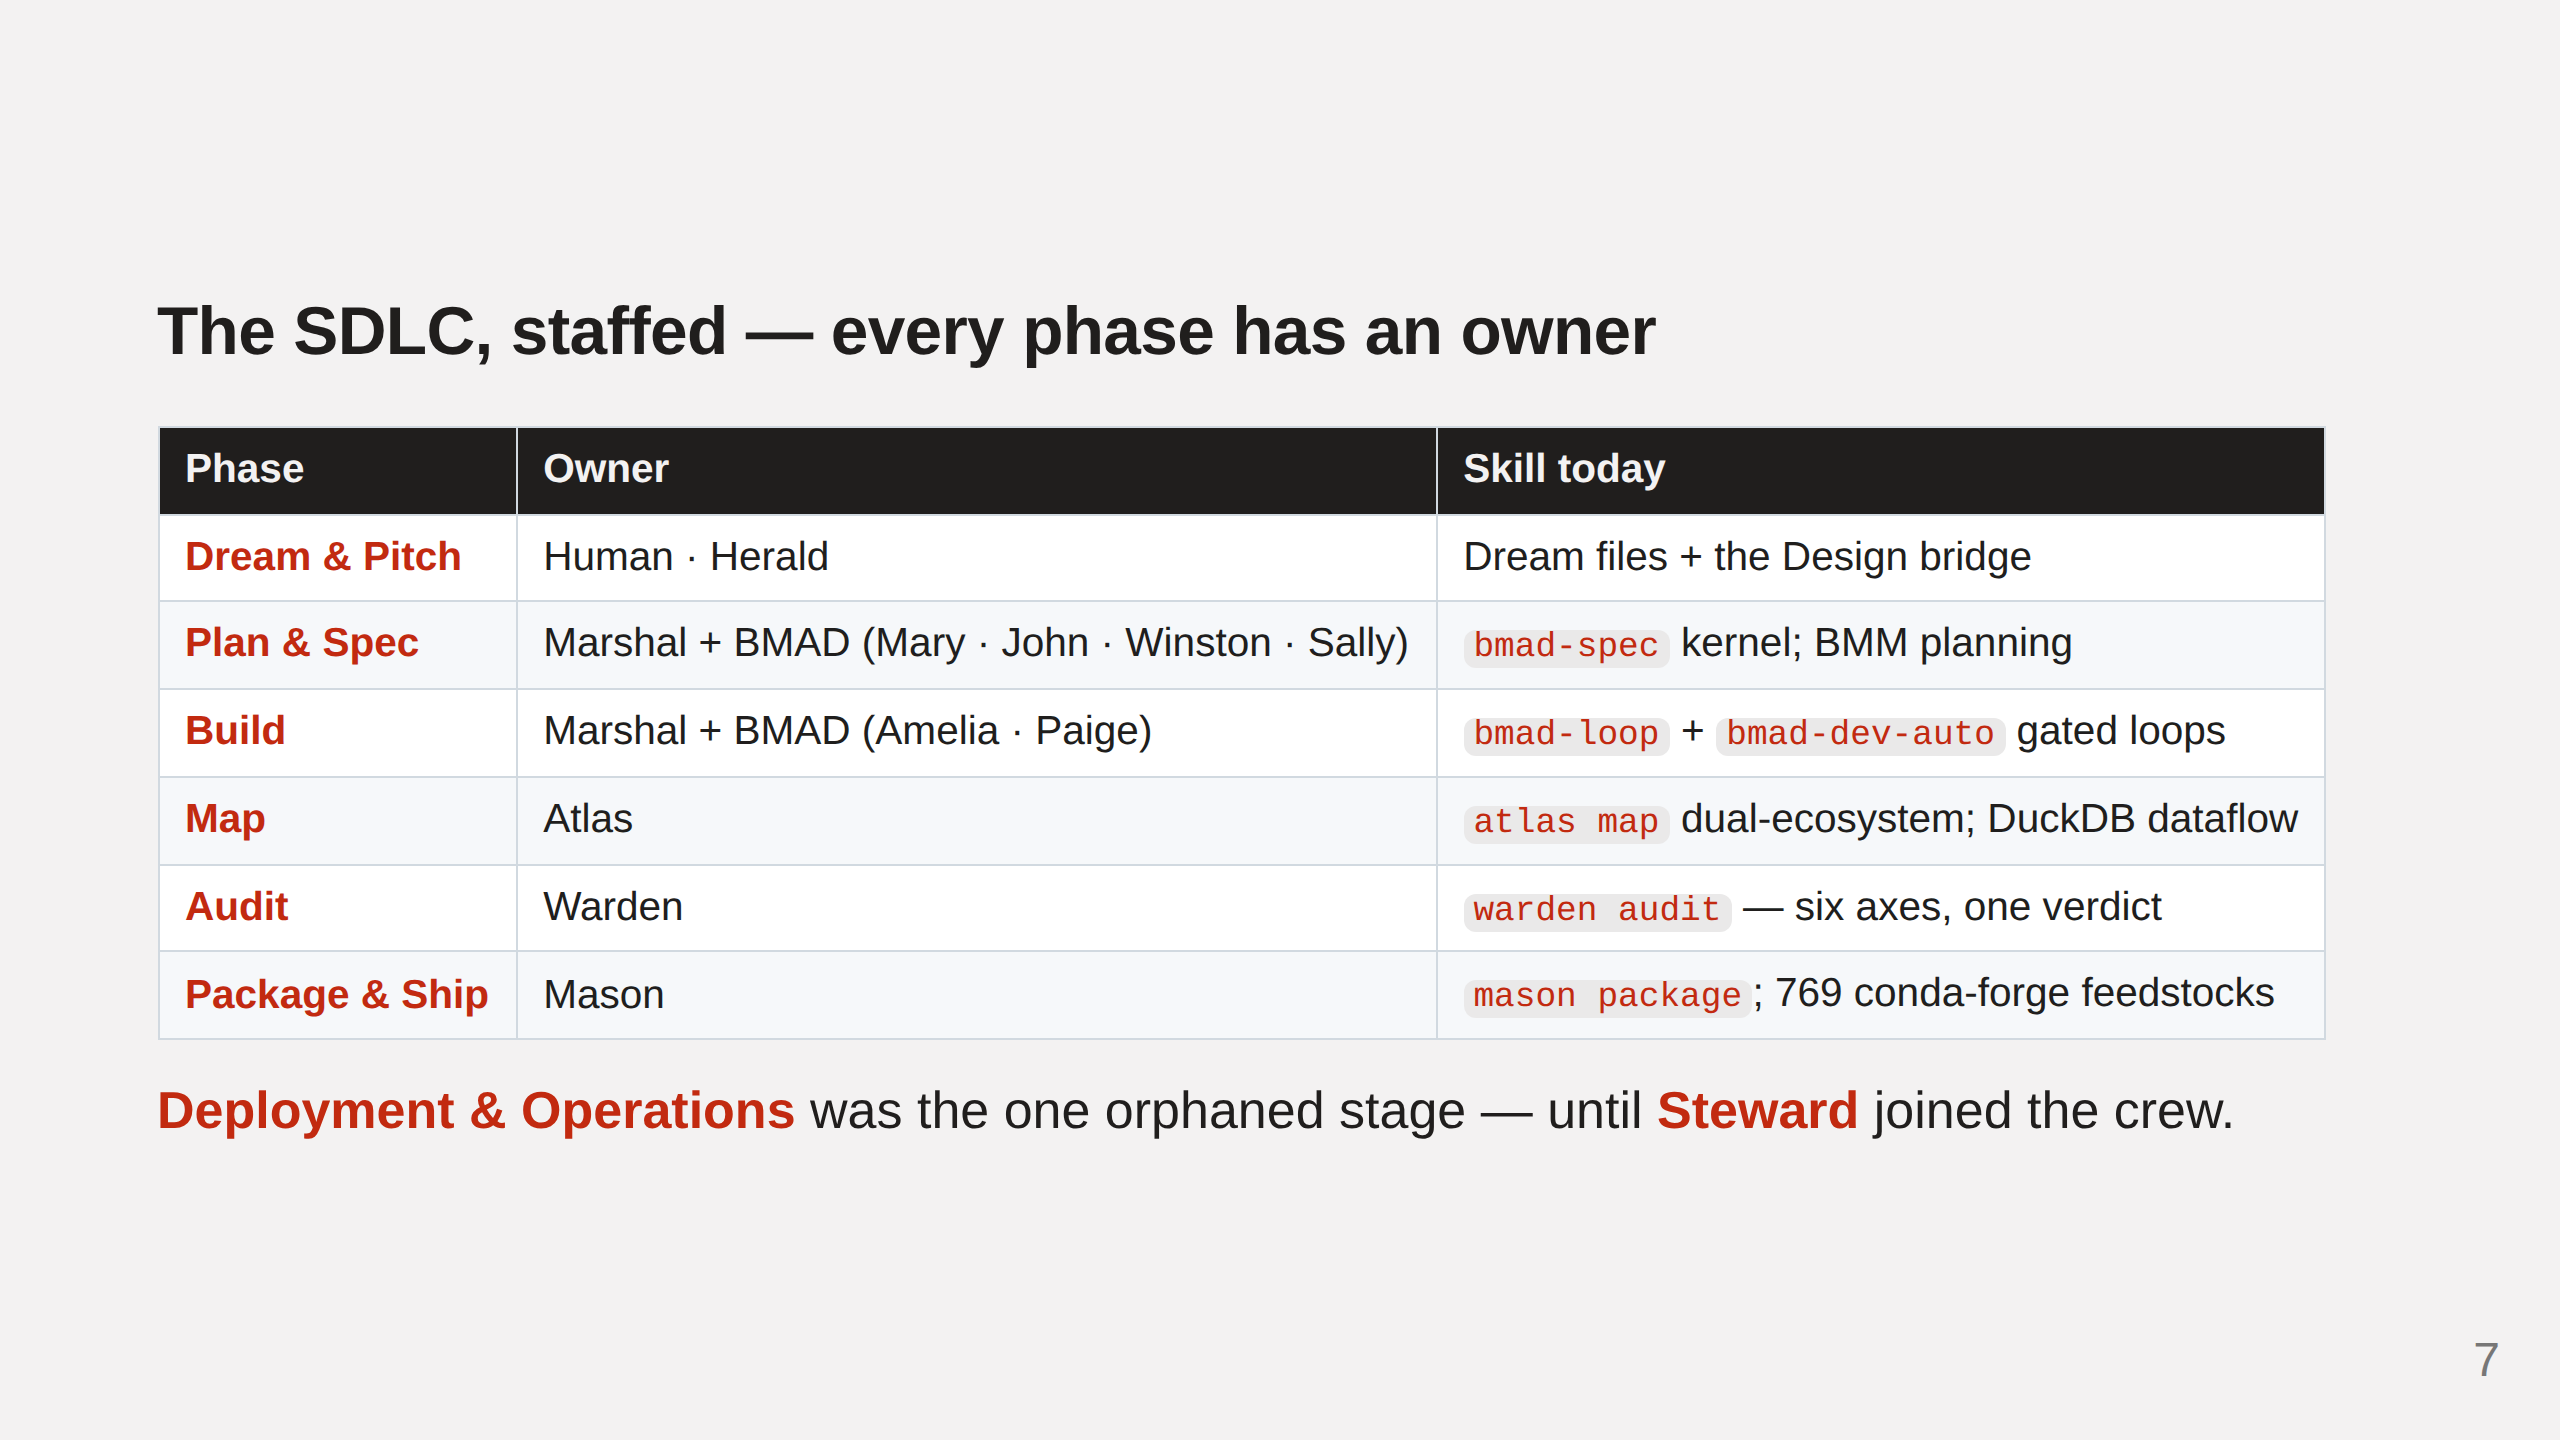 The SDLC, staffed — every phase has an owner
Phase Owner Skill today
Dream & Pitch Human · Herald Dream files + the Design bridge
Plan & Spec Marshal + BMAD (Mary · John · Winston · Sally) bmad-spec kernel; BMM planning
Build Marshal + BMAD (Amelia · Paige) bmad-loop + bmad-dev-auto gated loops
Map Atlas atlas map dual-ecosystem; DuckDB dataflow
Audit Warden warden audit — six axes, one verdict
Package & Ship Mason mason package; 769 conda-forge feedstocks
Deployment & Operations was the one orphaned stage — until Steward joined the crew.
7